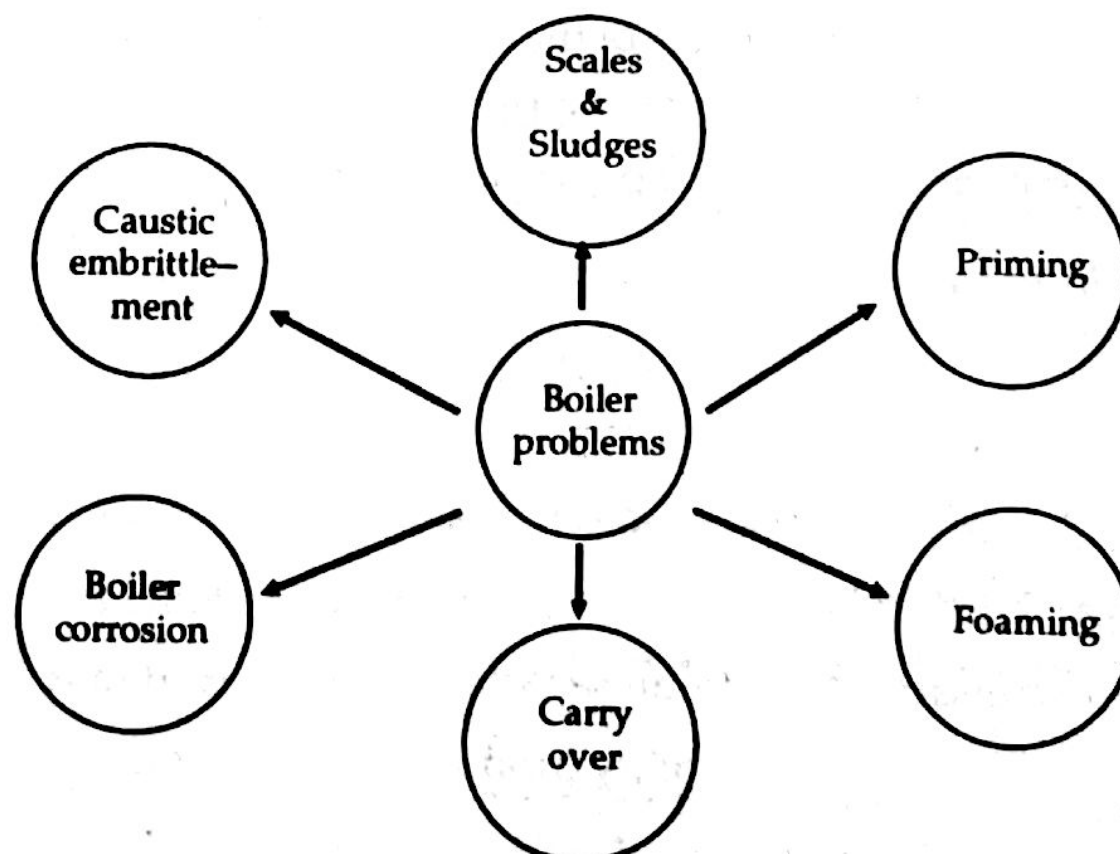 Scales
&
Sludges
Caustic
embrittle–
ment
Priming
Boiler
problems
Boiler
corrosion
Foaming
Carry
over